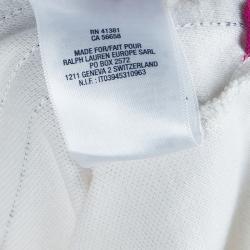 RN 41381
CA 56658
MADE FOR/FAIT POUR
RALPH LAUREN EUROPE SARL
PO BOX 2572
1211 GENEVA 2 SWITZERLAND
N.I.F. : IT03945310963